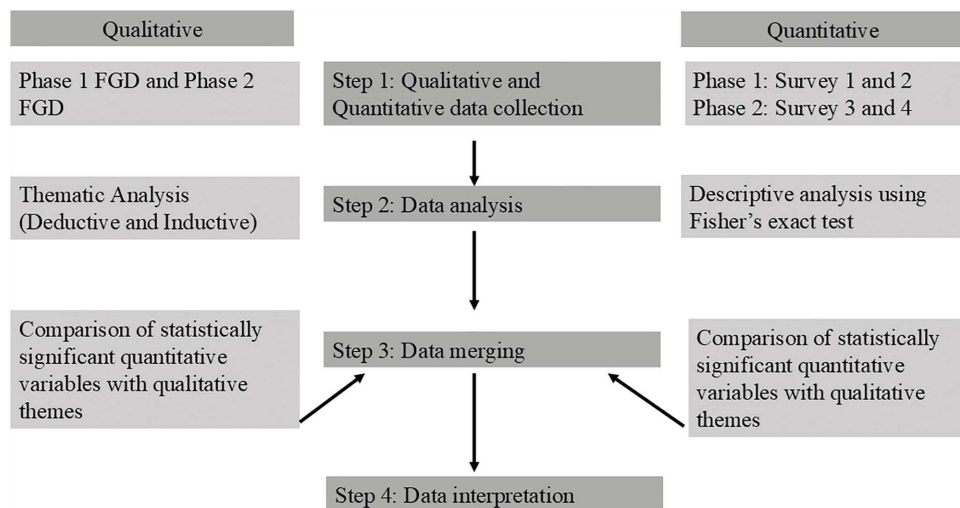 Qualitative
Quantitative
Phase 1 FGD and Phase 2
FGD
Step 1: Qualitative and
Quantitative data collection
Phase 1: Survey 1 and 2
Phase 2: Survey 3 and 4
Thematic Analysis
(Deductive and Inductive)
Step 2: Data analysis
Descriptive analysis using
Fisher’s exact test
Comparison of statistically
significant quantitative
variables with qualitative
themes
Step 3: Data merging
Comparison of statistically
significant quantitative
variables with qualitative
themes
Step 4: Data interpretation